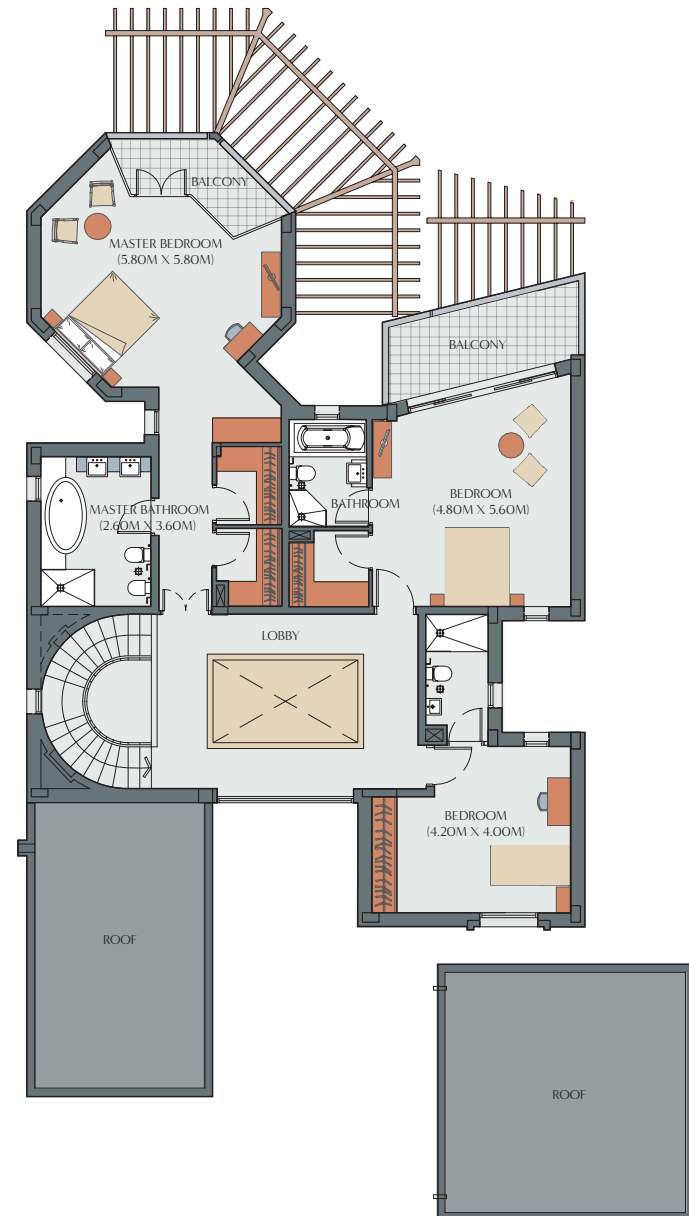 BALCONY
MASTER BEDROOM
(5.80M X 5.80M)
BALCONY
BEDROOM
(4.80M X 5.60M)
BATHROOM
MASTER BATHROOM
(2.60M X 3.60M)
LOBBY
BEDROOM
(4.20M X 4.00M)
ROOF
ROOF